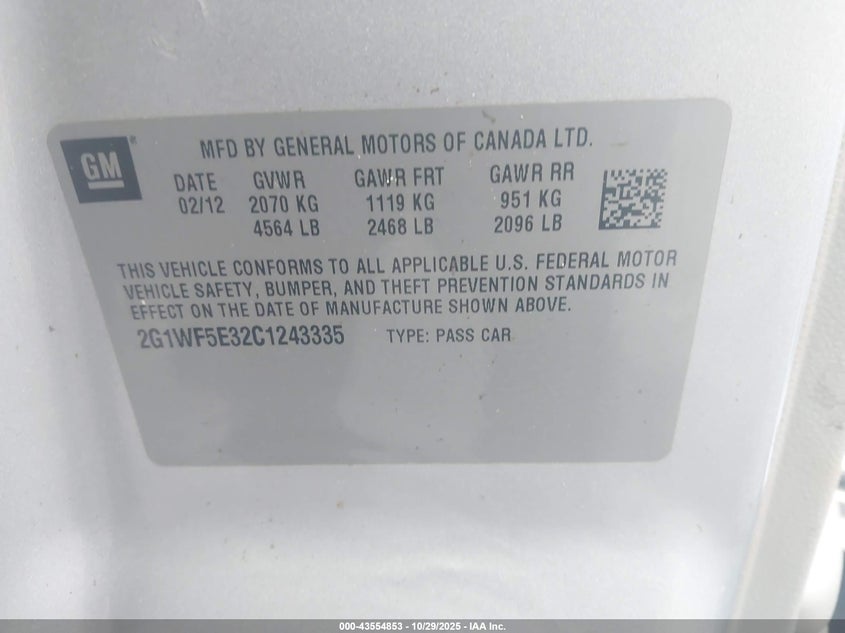 GM ®
MFD BY GENERAL MOTORS OF CANADA LTD.
DATE GVWR GAWR FRT GAWR RR
02/12 2070 KG 1119 KG 951 KG
4564 LB 2468 LB 2096 LB
THIS VEHICLE CONFORMS TO ALL APPLICABLE U.S. FEDERAL MOTOR
VEHICLE SAFETY, BUMPER, AND THEFT PREVENTION STANDARDS IN
EFFECT ON THE DATE OF MANUFACTURE SHOWN ABOVE.
2G1WF5E32C1243335 TYPE: PASS CAR
000-43554853 - 10/29/2025 - IAA Inc.